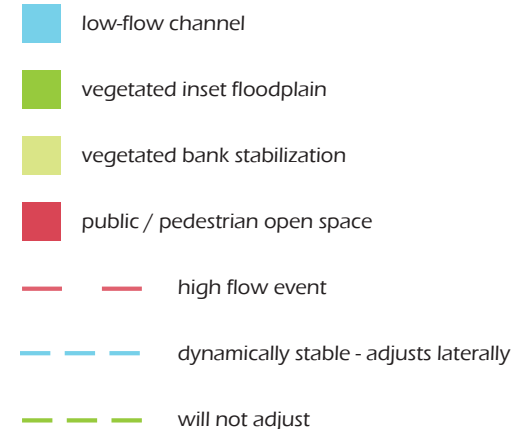 low-flow channel
vegetated inset floodplain
vegetated bank stabilization
public / pedestrian open space
high flow event
dynamically stable - adjusts laterally
will not adjust